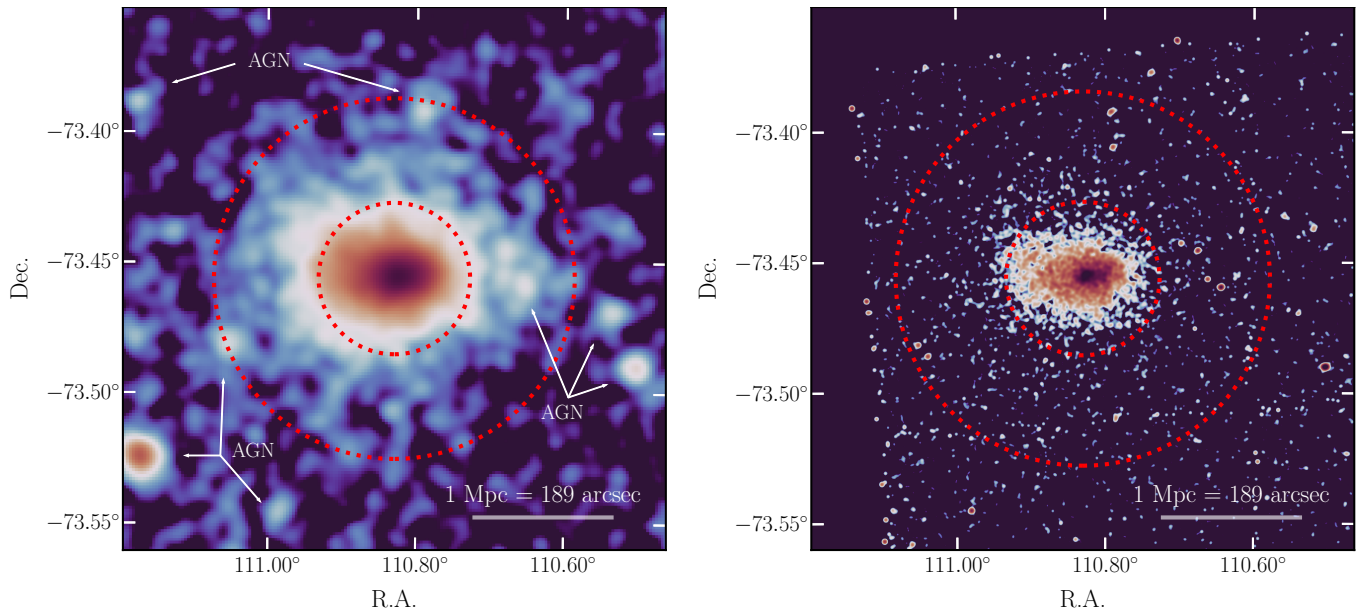 AGN
−73.40°
−73.45°
−73.50°
−73.55°
Dec.
AGN
AGN
1 Mpc = 189 arcsec
111.00°
110.80°
110.60°
R.A.
−73.40°
−73.45°
−73.50°
−73.55°
Dec.
1 Mpc = 189 arcsec
111.00°
110.80°
110.60°
R.A.